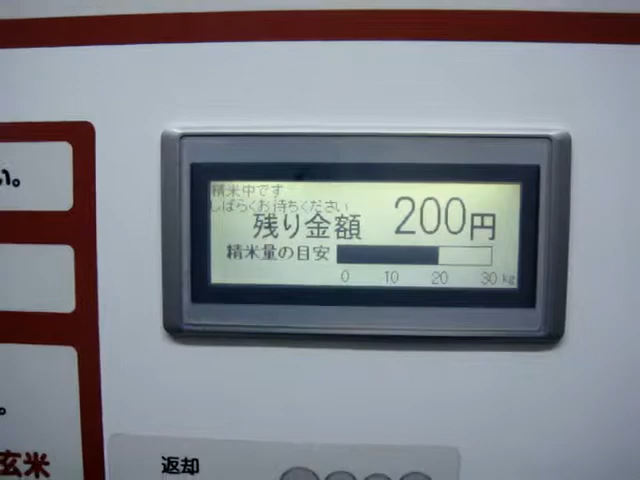 い。
精米中です
しばらくお待ちください
残り金額 200円
精米量の目安
0 10 20 30 kg
。
玄米
返却